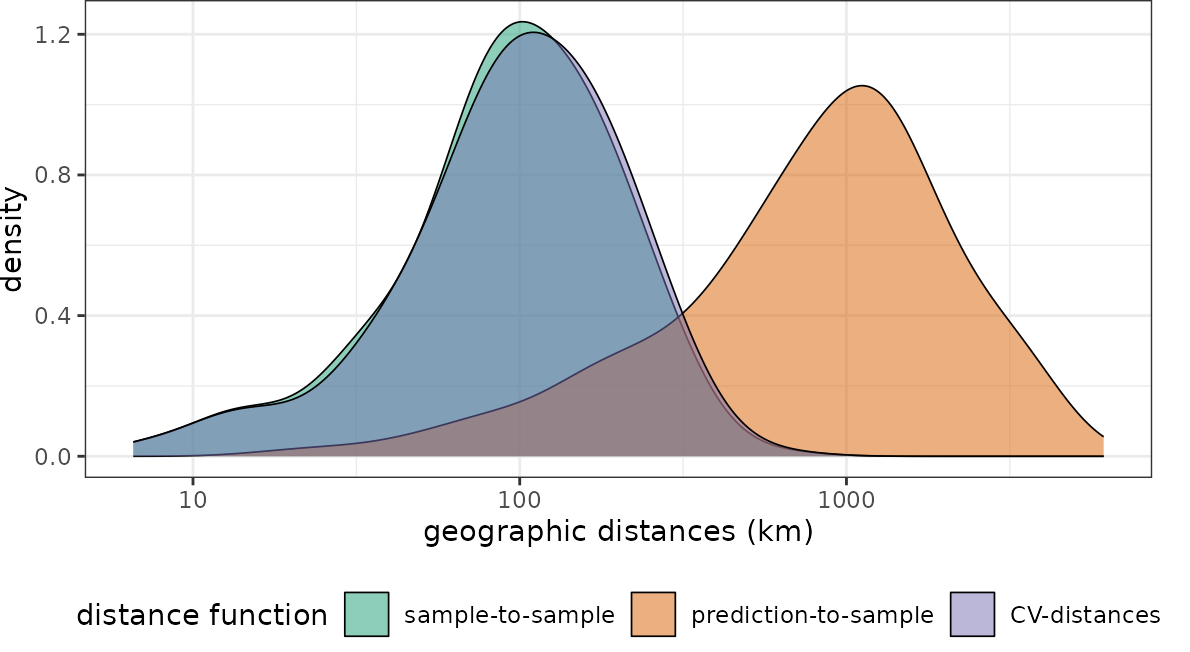 density
1.2
0.8
0.4
0.0
10 100 1000
geographic distances (km)
distance function sample-to-sample prediction-to-sample CV-distances